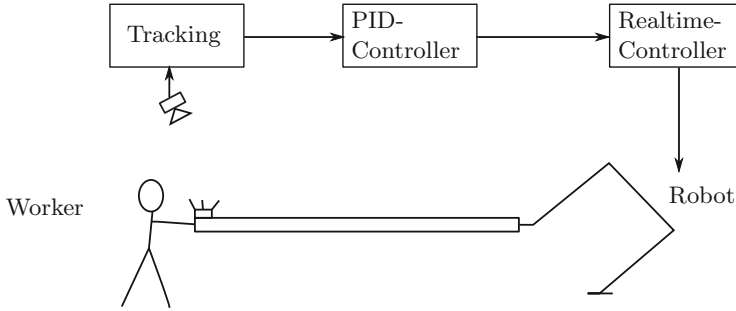 Tracking
PID-
Controller
Realtime-
Controller
Worker
Robot